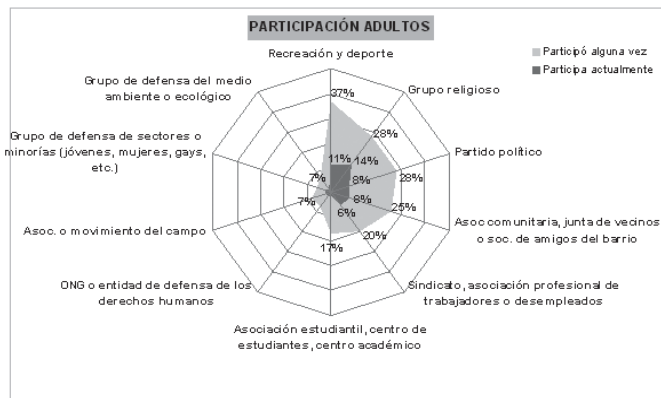 PARTICIPACIÓN ADULTOS
Recreación y deporte
Participó alguna vez
Participa actualmente
Grupo de defensa del medio
ambiente o ecológico
37%
Grupo religioso
28%
Grupo de defensa de sectores o
minorías (jóvenes, mujeres, gays,
etc.)
Partido político
11%
14%
7%
8%
28%
7%
8%
25%
6%
20%
Asoc. o movimiento del campo
Asoc comunitaria, junta de vecinos
o soc. de amigos del barrio
17%
ONG o entidad de defensa de los
derechos humanos
Sindicato, asociación profesional de
trabajadores o desempleados
Asociación estudiantil, centro de
estudiantes, centro académico